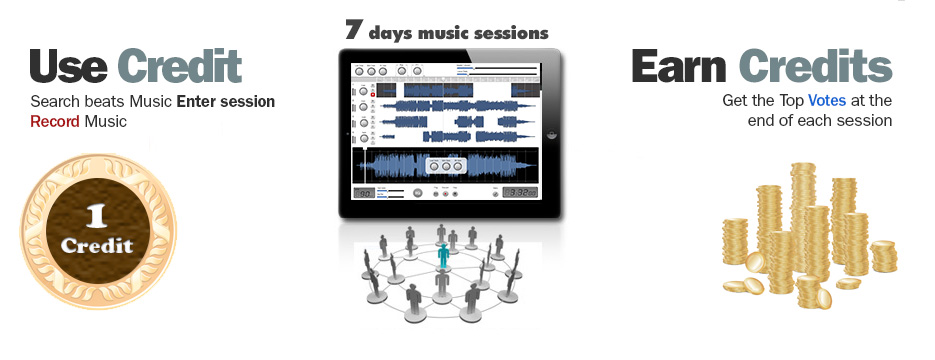 Use Credit
Search beats Music Enter session
Record Music
1
Credit
7 days music sessions
Earn Credits
Get the Top Votes at the
end of each session